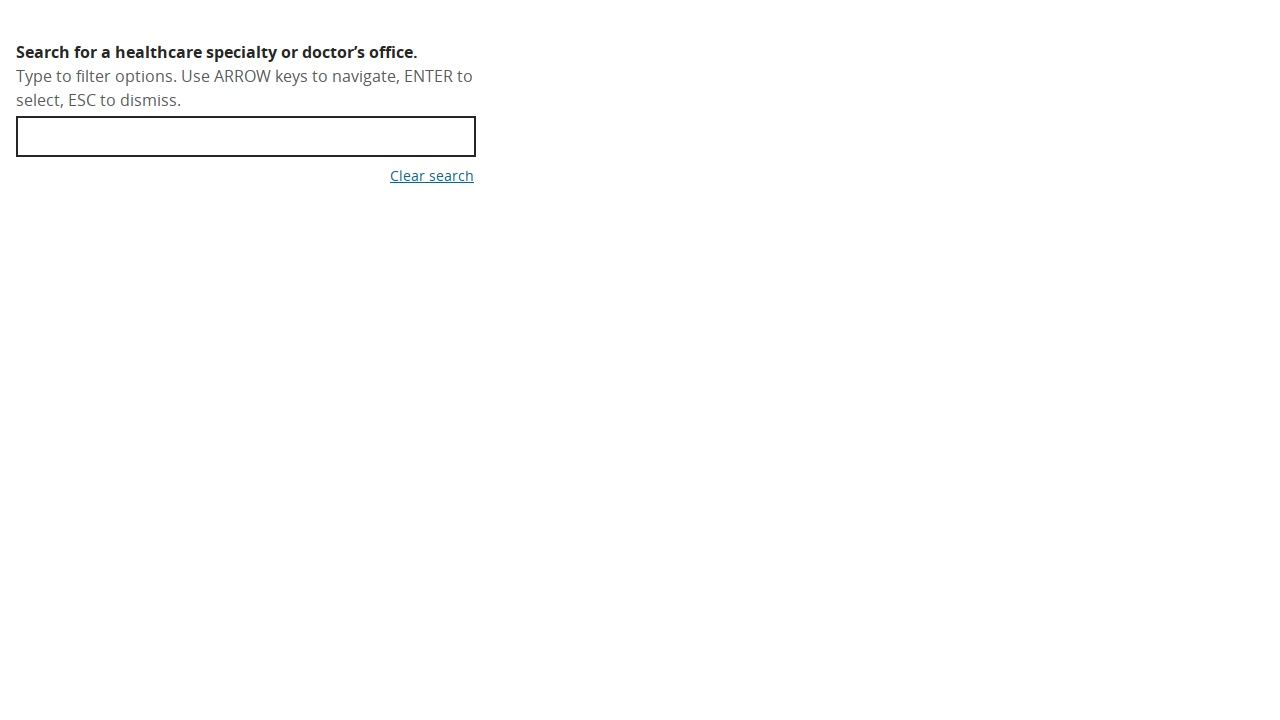 Search for a healthcare specialty or doctor’s office.
Type to filter options. Use ARROW keys to navigate, ENTER to
select, ESC to dismiss.
Clear search